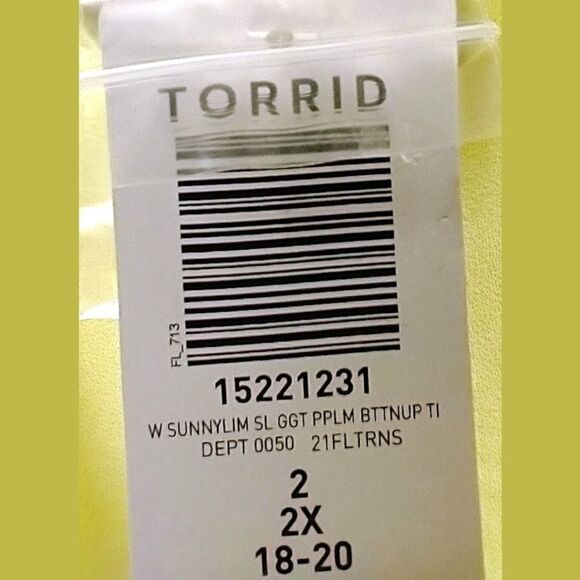 TORRID
FL_713
15221231
W SUNNYLIM SL GGT PPLM BTTNUP TI
DEPT 0050 21FLTRNS
2
2X
18-20